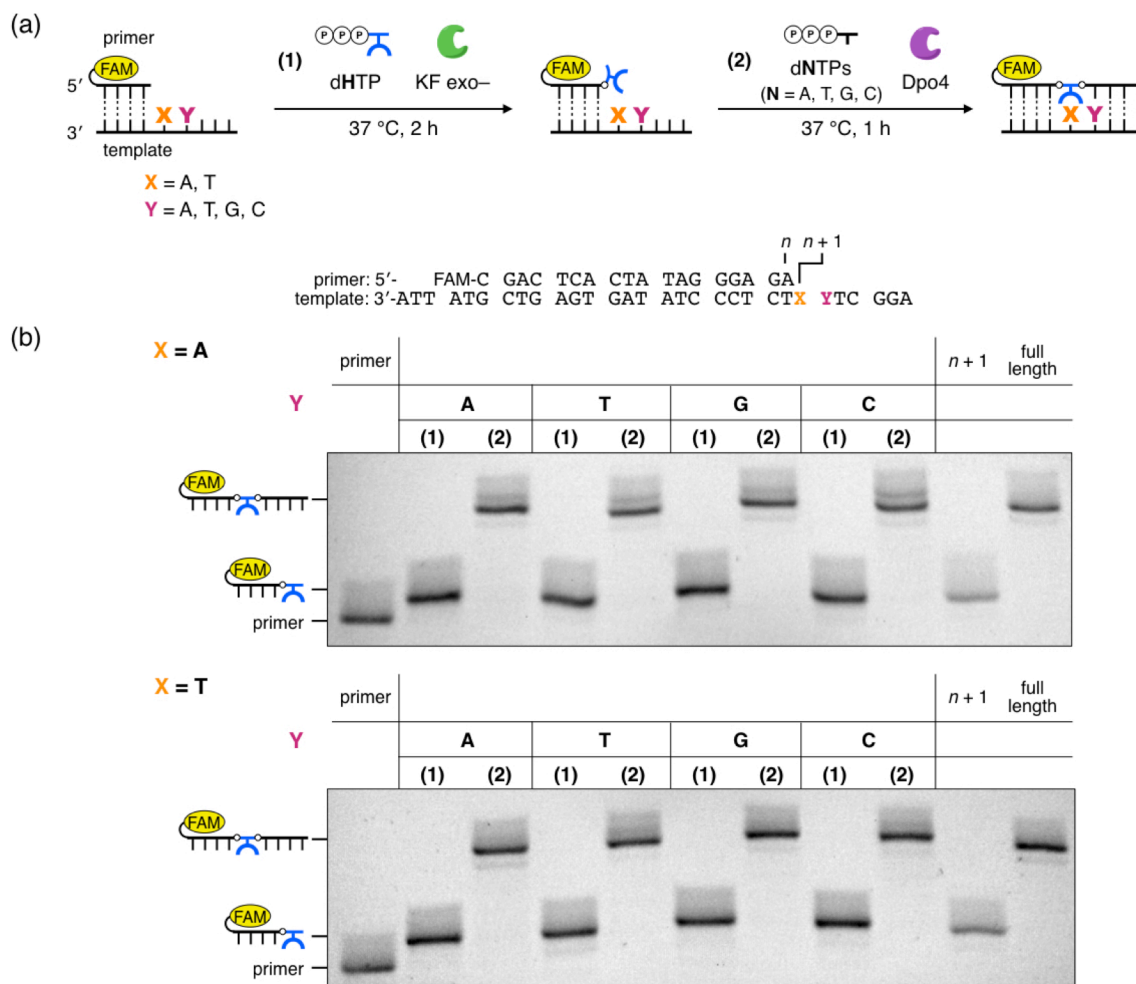 (a)
primer
FAM
5′
3′
template
X = A, T
Y = A, T, G, C
X Y
(1)
P P P
dHTP
KF exo–
37 °C, 2 h
FAM
X Y
(2)
P P P
dNTPs
(N = A, T, G, C)
Dpo4
37 °C, 1 h
FAM
X Y
n n + 1
primer: 5′- FAM-C GAC TCA CTA TAG GGA GA
template: 3′-ATT ATG CTG AGT GAT ATC CCT CTX YTC GGA
(b)
X = A
primer
n + 1
full
length
Y
A T G C
(1) (2) (1) (2) (1) (2) (1) (2)
FAM
FAM
primer
X = T
primer
n + 1
full
length
Y
A T G C
(1) (2) (1) (2) (1) (2) (1) (2)
FAM
FAM
primer